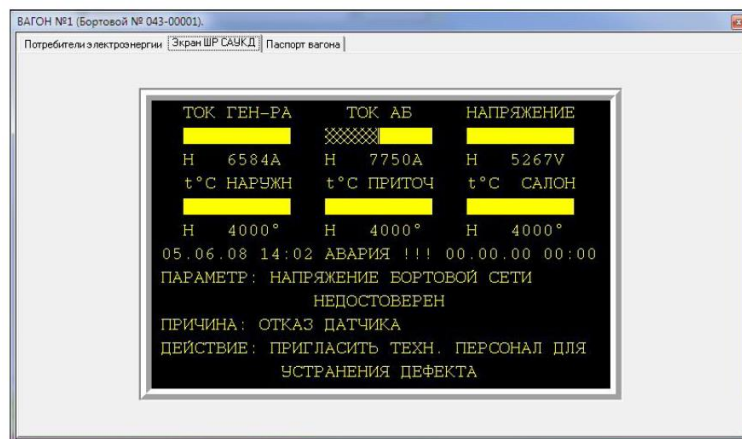 ВАГОН №1 (Бортовой № 043-00001).
Потребители электроэнергии Экран ШР САУКД Паспорт вагона
ТОК ГЕН-РА ТОК АБ НАПРЯЖЕНИЕ
Н 6584А Н 7750А Н 5267V
t°C НАРУЖН t°C ПРИТОЧ t°C САЛОН
Н 4000° Н 4000° Н 4000°
05.06.08 14:02 АВАРИЯ !!! 00.00.00 00:00
ПАРАМЕТР: НАПРЯЖЕНИЕ БОРТОВОЙ СЕТИ
НЕДОСТОВЕРЕН
ПРИЧИНА: ОТКАЗ ДАТЧИКА
ДЕЙСТВИЕ: ПРИГЛАСИТЬ ТЕХН. ПЕРСОНАЛ ДЛЯ
УСТРАНЕНИЯ ДЕФЕКТА